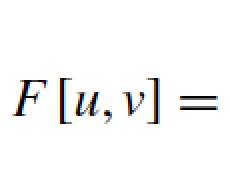 F [u, v] =